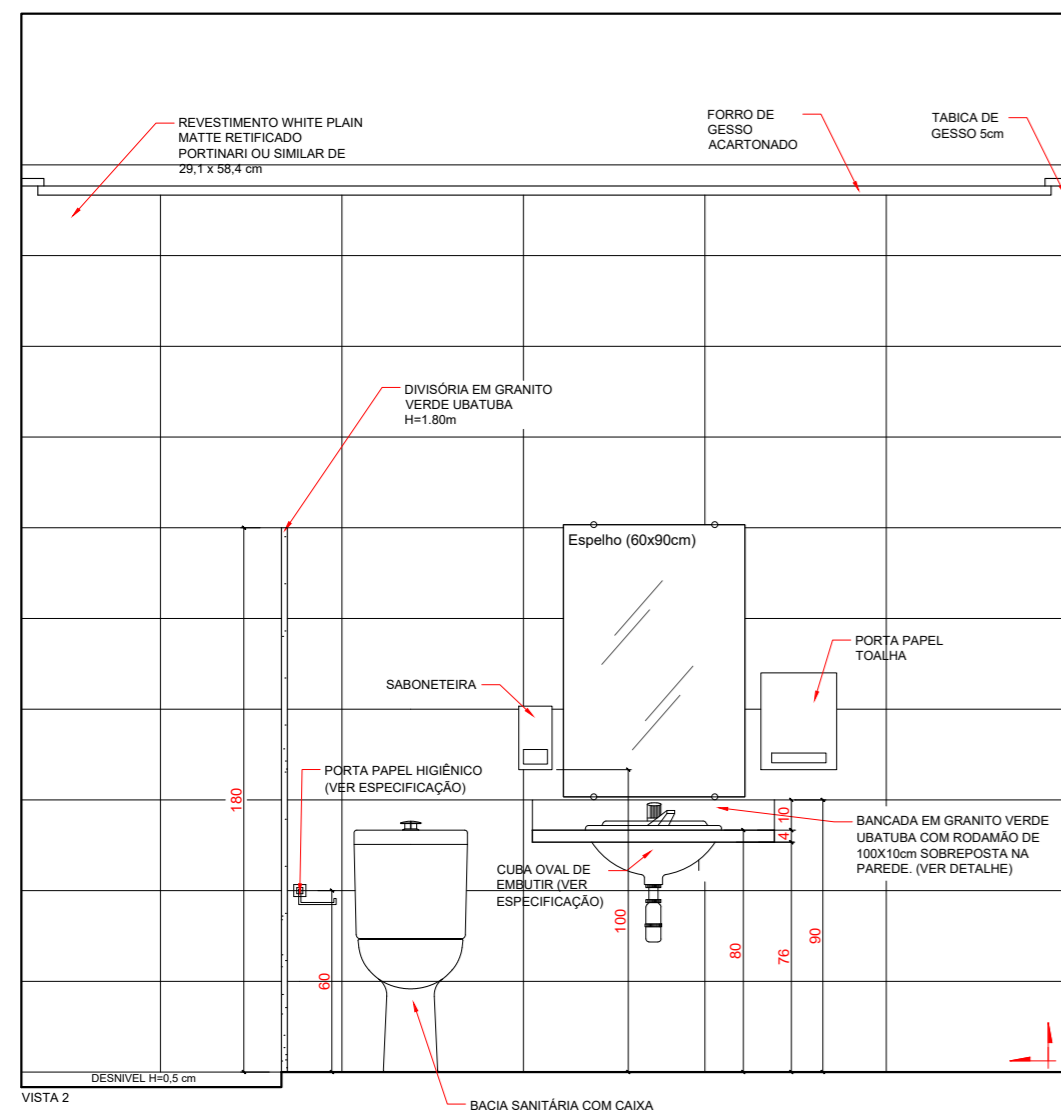 REVESTIMENTO WHITE PLAIN
MATTE RETIFICADO
PORTINARI OU SIMILAR DE
29,1 x 58,4 cm
FORRO DE
GESSO
ACARTONADO
TABICA DE
GESSO 5cm
DIVISÓRIA EM GRANITO
VERDE UBATUBA
H=1.80m
Espelho (60x90cm)
PORTA PAPEL
TOALHA
SABONETEIRA
PORTA PAPEL HIGIÊNICO
(VER ESPECIFICAÇÃO)
180
10
4
BANCADA EM GRANITO VERDE
UBATUBA COM RODAMÃO DE
100X10cm SOBREPOSTA NA
PAREDE. (VER DETALHE)
CUBA OVAL DE
EMBUTIR (VER
ESPECIFICAÇÃO)
100
80
76
90
60
DESNIVEL H=0,5 cm
VISTA 2
BACIA SANITÁRIA COM CAIXA